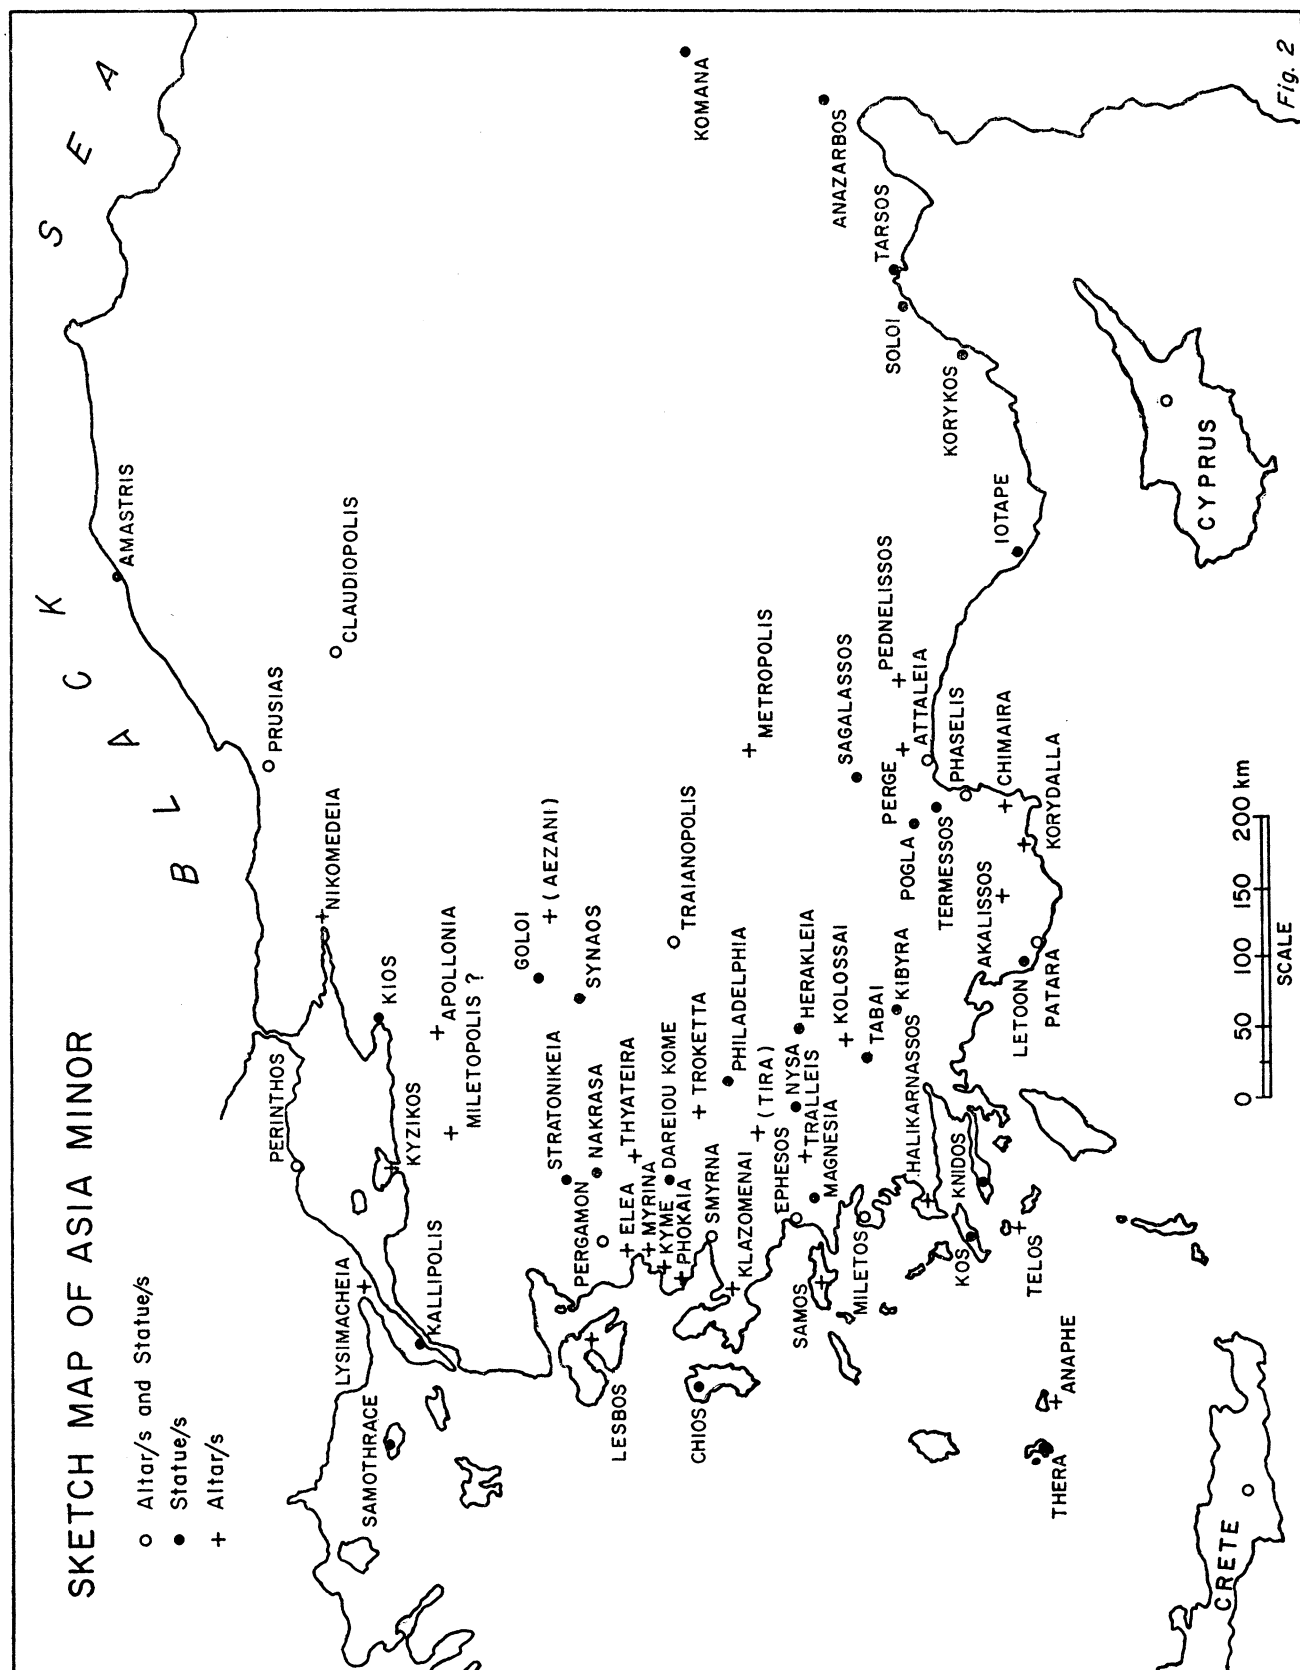 SKETCH MAP OF ASIA MINOR
o Altar/s and Statue/s
● Statue/s
+ Altar/s
BLACK SEA
AMASTRIS
CLAUDIOPOLIS
PRUSIAS
NIKOMEDEIA
KIOS
APOLLONIA
MILETOPOLIS ?
PERINTHOS
KYZIKOS
LYSIMACHEIA
KALLIPOLIS
SAMOTHRACE
KOMANA
ANAZARBOS
TARSOS
SOLOI
KORYKOS
IOTAPE
CYPRUS
GOLOI
(AEZANI)
SYNAOS
TRAIANOPOLIS
METROPOLIS
STRATONIKEIA
NAKRASA
THYATEIRA
DAREIOU KOME
TROKETTA
PHILADELPHIA
PERGAMON
ELEA
MYRINA
KYME
PHOKAIA
SMYRNA
KLAZOMENAI
(TIRA)
EPHESOS
NYSA
HERAKLEIA
TRALLEIS
MAGNESIA
KOLOSSAI
TABAI
KIBYRA
LESBOS
CHIOS
SAMOS
MILETOS
HALIKARNASSOS
KNIDOS
KOS
TELOS
ANAPHE
THERA
CRETE
SAGALASSOS
PEDNELISSOS
PERGE
ATTALEIA
POGLA
TERMESSOS
PHASELIS
CHIMAIRA
KORYDALLA
AKALISSOS
LETOON
PATARA
0 50 100 150 200 km
SCALE
Fig. 2